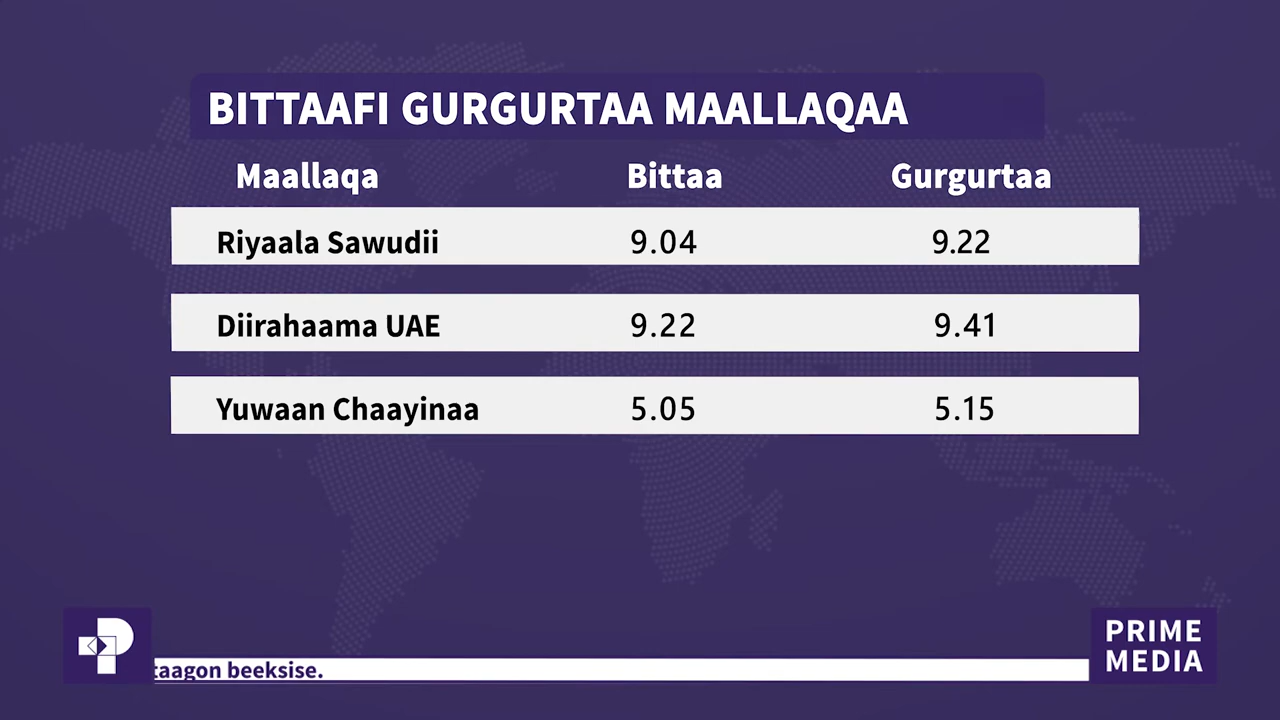 BITTAAFI GURGURTAA MAALLAQAA
Maallaqa Bittaa Gurgurtaa
Riyaala Sawudii 9.04 9.22
Diirahaama UAE 9.22 9.41
Yuwaan Chaayinaa 5.05 5.15
PRIME
MEDIA
beeksise.